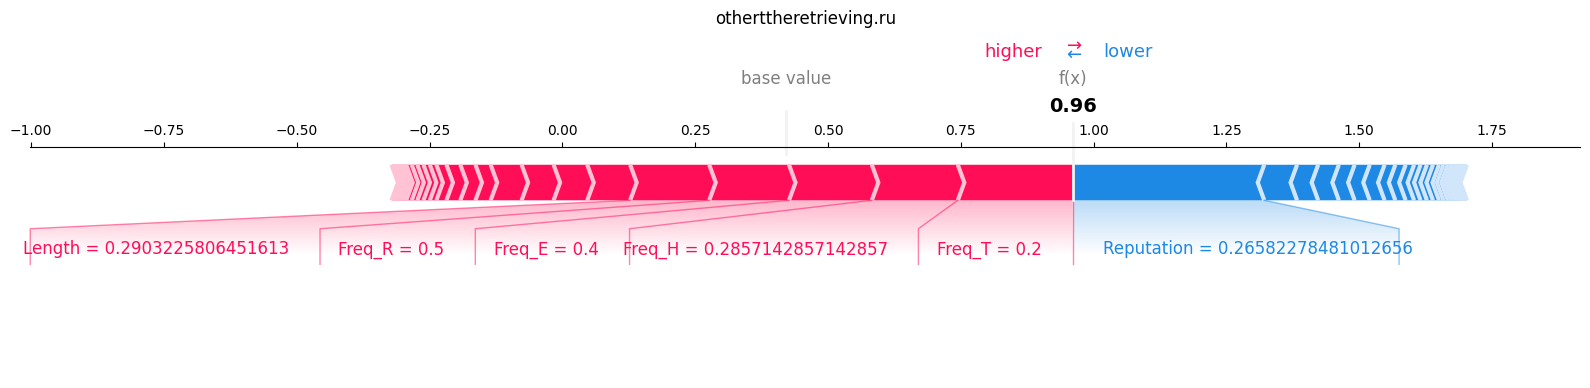 otherttheretrieving.ru
higher ⇄ lower
base value f(x)
0.96
−1.00 −0.75 −0.50 −0.25 0.00 0.25 0.50 0.75 1.00 1.25 1.50 1.75
Length = 0.2903225806451613 Freq_R = 0.5 Freq_E = 0.4 Freq_H = 0.2857142857142857 Freq_T = 0.2 Reputation = 0.26582278481012656